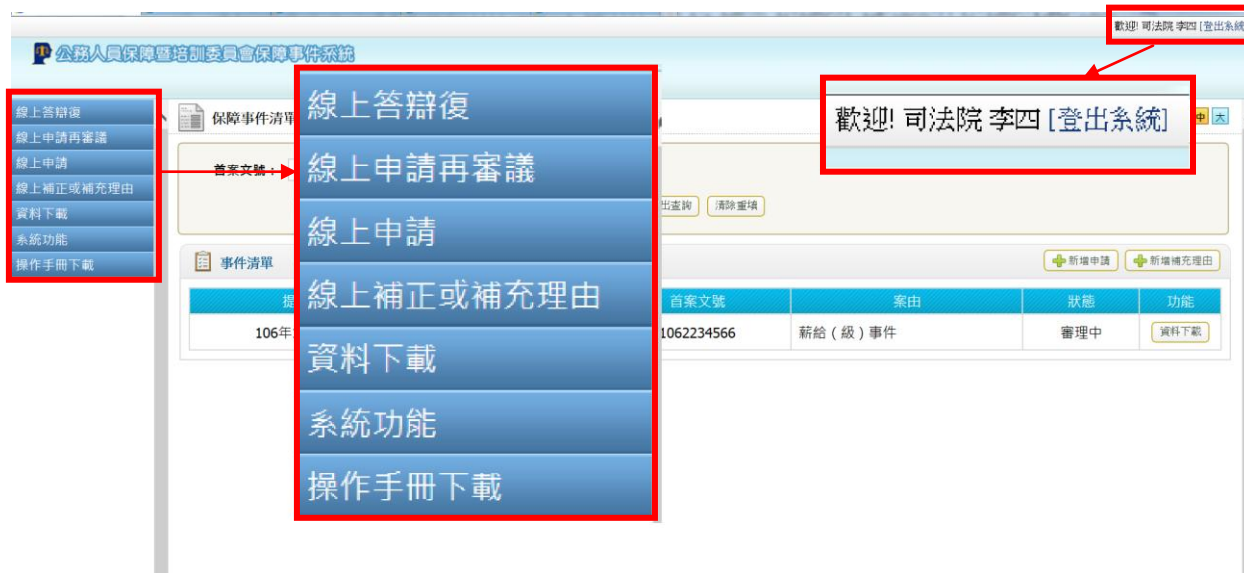 歡迎! 司法院 李四 [登出系統
公務人員保障暨培訓委員會保障事件系統
線上答辯復
線上申請再審議
線上申請
線上補正或補充理由
資料下載
系統功能
操作手冊下載
線上答辯復
線上申請再審議
線上申請
線上補正或補充理由
資料下載
系統功能
操作手冊下載
歡迎! 司法院 李四 [登出系統]
中 大
保障事件清單
首案文號：
出查詢 清除重填
事件清單
新增申請 新增補充理由
提 首案文號 案由 狀態 功能
106年 1062234566 薪給（級）事件 審理中 資料下載